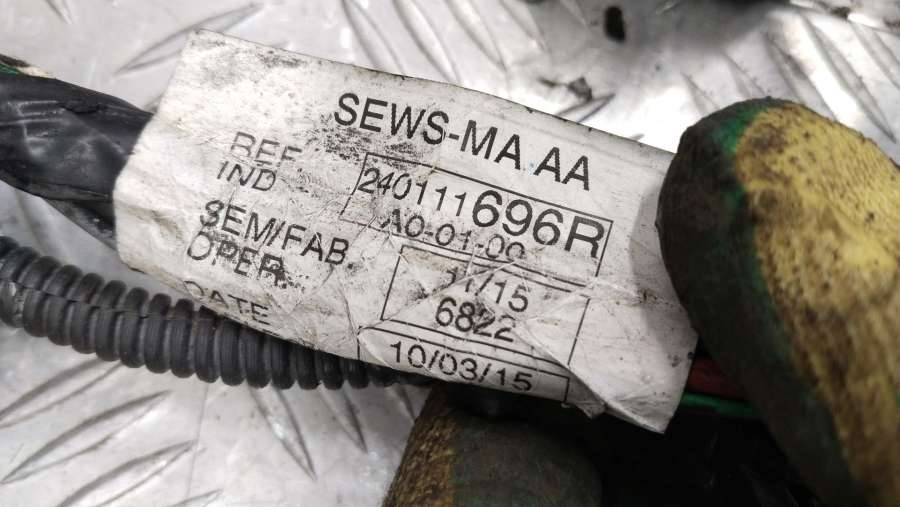 SEWS-MA AA
REF 240111696R
IND A0-01-00
SEM/FAB. 11/15
OPER. 6822
DATE 10/03/15